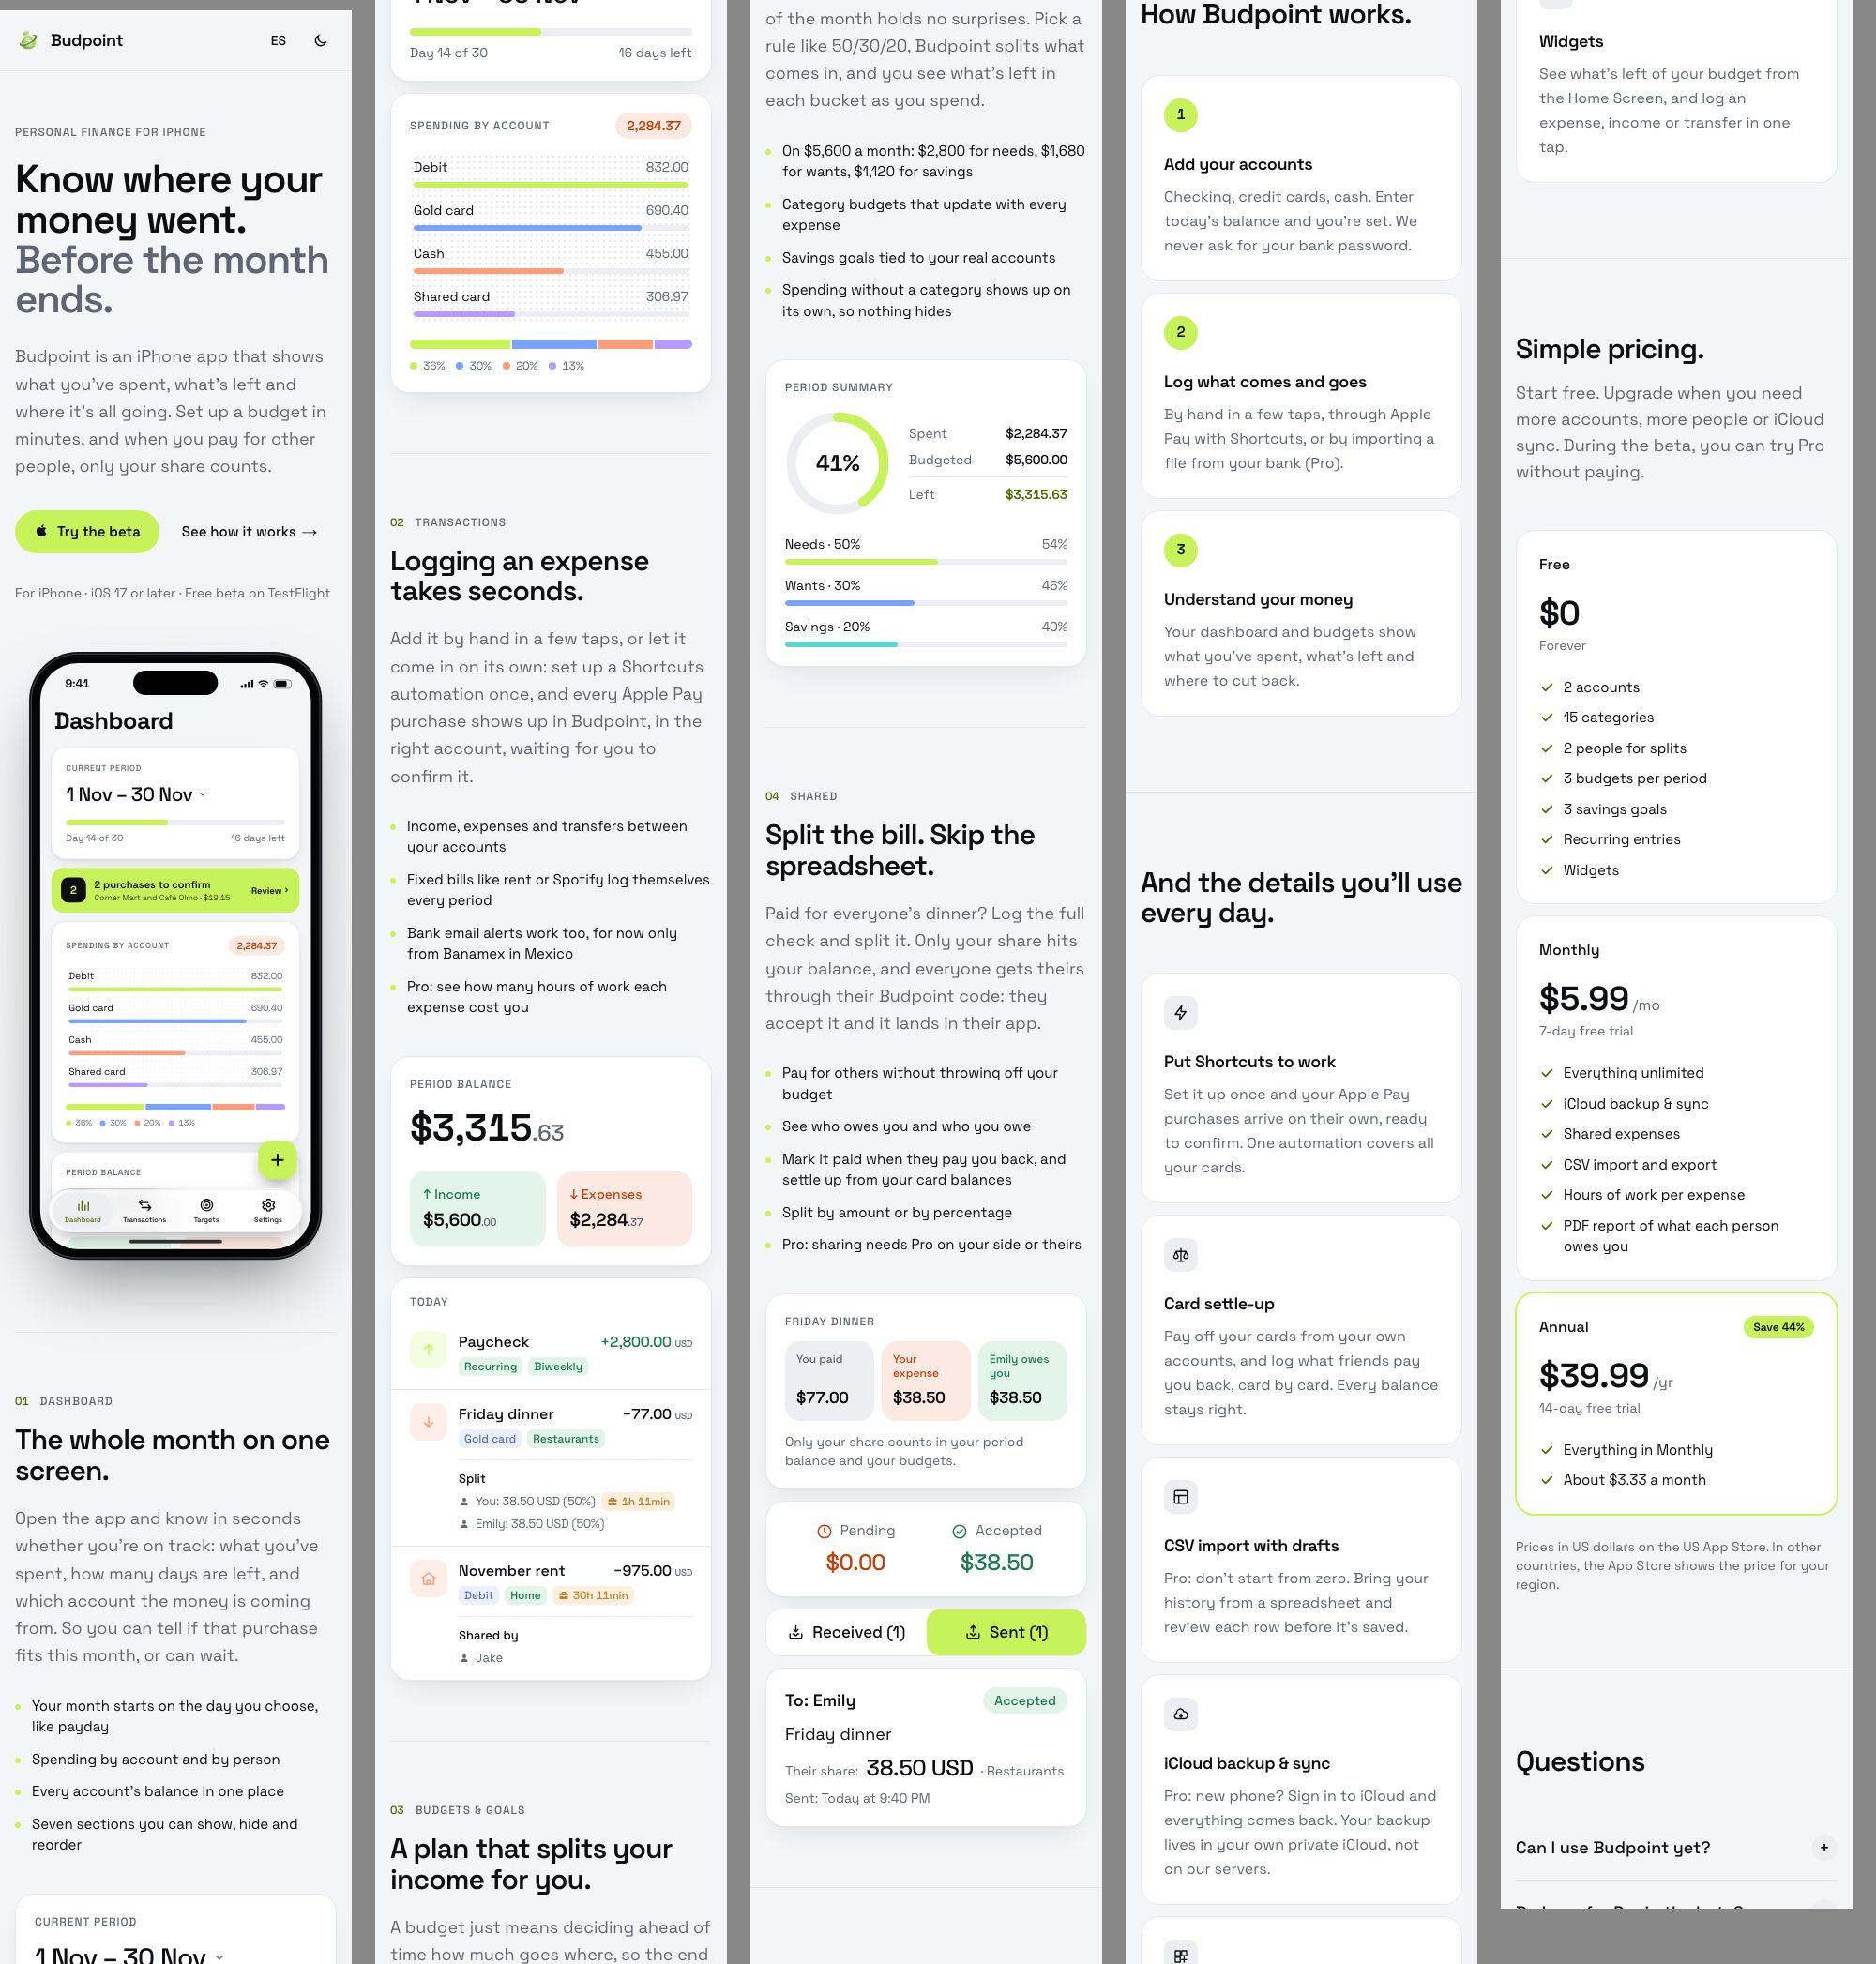 Budpoint
ES
PERSONAL FINANCE FOR IPHONE
Know where your
money went.
Before the month
ends.
Budpoint is an iPhone app that shows
what you've spent, what's left and
where it's all going. Set up a budget in
minutes, and when you pay for other
people, only your share counts.
Try the beta
See how it works →
For iPhone · iOS 17 or later · Free beta on TestFlight
9:41
Dashboard
CURRENT PERIOD
1 Nov – 30 Nov
Day 14 of 30
16 days left
2
2 purchases to confirm
Corner Mart and Café Olmo · $19.15
Review ›
SPENDING BY ACCOUNT
2,284.37
Debit
832.00
Gold card
690.40
Cash
455.00
Shared card
306.97
36%
30%
20%
13%
PERIOD BALANCE
+
Dashboard
Transactions
Targets
Settings
01 DASHBOARD
The whole month on one
screen.
Open the app and know in seconds
whether you're on track: what you've
spent, how many days are left, and
which account the money is coming
from. So you can tell if that purchase
fits this month, or can wait.
Your month starts on the day you choose,
like payday
Spending by account and by person
Every account's balance in one place
Seven sections you can show, hide and
reorder
CURRENT PERIOD
1 Nov – 30 Nov
Day 14 of 30
16 days left
SPENDING BY ACCOUNT
2,284.37
Debit
832.00
Gold card
690.40
Cash
455.00
Shared card
306.97
36%
30%
20%
13%
02 TRANSACTIONS
Logging an expense
takes seconds.
Add it by hand in a few taps, or let it
come in on its own: set up a Shortcuts
automation once, and every Apple Pay
purchase shows up in Budpoint, in the
right account, waiting for you to
confirm it.
Income, expenses and transfers between
your accounts
Fixed bills like rent or Spotify log themselves
every period
Bank email alerts work too, for now only
from Banamex in Mexico
Pro: see how many hours of work each
expense cost you
PERIOD BALANCE
$3,315.63
↑ Income
$5,600.00
↓ Expenses
$2,284.37
TODAY
Paycheck
+2,800.00 USD
Recurring
Biweekly
Friday dinner
−77.00 USD
Gold card
Restaurants
Split
You: 38.50 USD (50%)
1h 11min
Emily: 38.50 USD (50%)
November rent
−975.00 USD
Debit
Home
30h 11min
Shared by
Jake
03 BUDGETS & GOALS
A plan that splits your
income for you.
A budget just means deciding ahead of
time how much goes where, so the end
of the month holds no surprises. Pick a
rule like 50/30/20, Budpoint splits what
comes in, and you see what's left in
each bucket as you spend.
On $5,600 a month: $2,800 for needs, $1,680
for wants, $1,120 for savings
Category budgets that update with every
expense
Savings goals tied to your real accounts
Spending without a category shows up on
its own, so nothing hides
PERIOD SUMMARY
41%
Spent
$2,284.37
Budgeted
$5,600.00
Left
$3,315.63
Needs · 50%
54%
Wants · 30%
46%
Savings · 20%
40%
04 SHARED
Split the bill. Skip the
spreadsheet.
Paid for everyone's dinner? Log the full
check and split it. Only your share hits
your balance, and everyone gets theirs
through their Budpoint code: they
accept it and it lands in their app.
Pay for others without throwing off your
budget
See who owes you and who you owe
Mark it paid when they pay you back, and
settle up from your card balances
Split by amount or by percentage
Pro: sharing needs Pro on your side or theirs
FRIDAY DINNER
You paid
$77.00
Your
expense
$38.50
Emily owes
you
$38.50
Only your share counts in your period
balance and your budgets.
Pending
$0.00
Accepted
$38.50
Received (1)
Sent (1)
To: Emily
Accepted
Friday dinner
Their share: 38.50 USD · Restaurants
Sent: Today at 9:40 PM
How Budpoint works.
1
Add your accounts
Checking, credit cards, cash. Enter
today's balance and you're set. We
never ask for your bank password.
2
Log what comes and goes
By hand in a few taps, through Apple
Pay with Shortcuts, or by importing a
file from your bank (Pro).
3
Understand your money
Your dashboard and budgets show
what you've spent, what's left and
where to cut back.
And the details you'll use
every day.
Put Shortcuts to work
Set it up once and your Apple Pay
purchases arrive on their own, ready
to confirm. One automation covers all
your cards.
Card settle-up
Pay off your cards from your own
accounts, and log what friends pay
you back, card by card. Every balance
stays right.
CSV import with drafts
Pro: don't start from zero. Bring your
history from a spreadsheet and
review each row before it's saved.
iCloud backup & sync
Pro: new phone? Sign in to iCloud and
everything comes back. Your backup
lives in your own private iCloud, not
on our servers.
Widgets
See what's left of your budget from
the Home Screen, and log an
expense, income or transfer in one
tap.
Simple pricing.
Start free. Upgrade when you need
more accounts, more people or iCloud
sync. During the beta, you can try Pro
without paying.
Free
$0
Forever
2 accounts
15 categories
2 people for splits
3 budgets per period
3 savings goals
Recurring entries
Widgets
Monthly
$5.99 /mo
7-day free trial
Everything unlimited
iCloud backup & sync
Shared expenses
CSV import and export
Hours of work per expense
PDF report of what each person
owes you
Annual
Save 44%
$39.99 /yr
14-day free trial
Everything in Monthly
About $3.33 a month
Prices in US dollars on the US App Store. In other
countries, the App Store shows the price for your
region.
Questions
Can I use Budpoint yet?
+